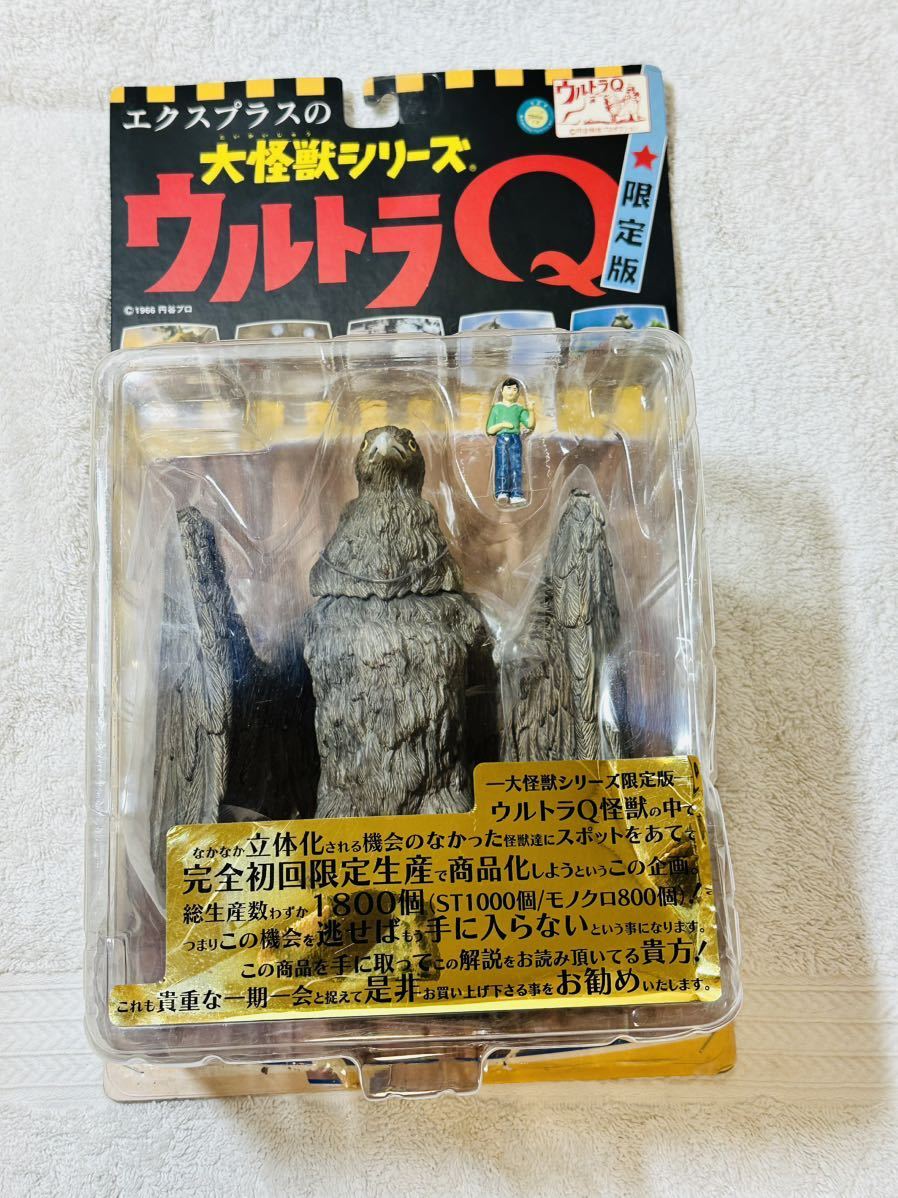 エクスプラスの
だいかいじゅう
大怪獣シリーズ
ウルトラQ
ウルトラQ
★限定版
©1966 円谷プロ
―大怪獣シリーズ限定版―
ウルトラQ怪獣の中で、
なかなか立体化される機会のなかった怪獣達にスポットをあてて、
完全初回限定生産で商品化しようというこの企画。
総生産数わずか1800個(ST1000個/モノクロ800個)!
つまりこの機会を逃せばもう手に入らないという事になります。
この商品を手に取ってこの解説をお読み頂いてる貴方!
これも貴重な一期一会と捉えて是非お買い上げ下さる事をお勧めいたします。